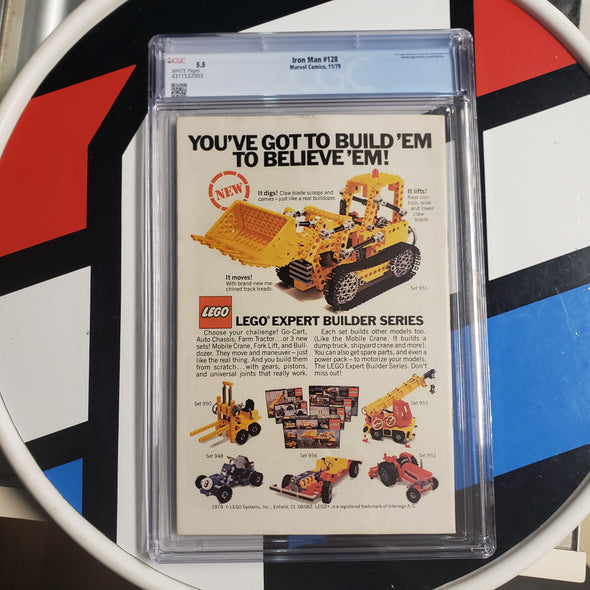 CGC 5.5 Iron Man #128
WHITE Pages Marvel Comics, 11/79
4311532003
YOU'VE GOT TO BUILD 'EM
TO BELIEVE 'EM!
NEW
It digs! Claw blade scoops and
carries – just like a real bulldozer.
It lifts!
Rear con-
trols raise
and lower
claw
blade.
It moves!
With brand-new ma-
chined track treads.
Set 951
LEGO
LEGO® EXPERT BUILDER SERIES
Choose your challenge! Go-Cart,
Auto Chassis, Farm Tractor...or 3 new
sets! Mobile Crane, Fork Lift, and Bull-
dozer. They move and maneuver – just
like the real thing. And you build them
from scratch...with gears, pistons,
and universal joints that really work.
Each set builds other models too.
(Like the Mobile Crane. It builds a
dump truck, shipyard crane and more).
You can also get spare parts, and even a
power pack – to motorize your models.
The LEGO Expert Builder Series. Don't
miss out!
Set 950
Set 955
Set 948
Set 956
Set 952
1979 © LEGO Systems, Inc., Enfield, Ct. 06082. LEGO® is a registered trademark of Interlego A.G.